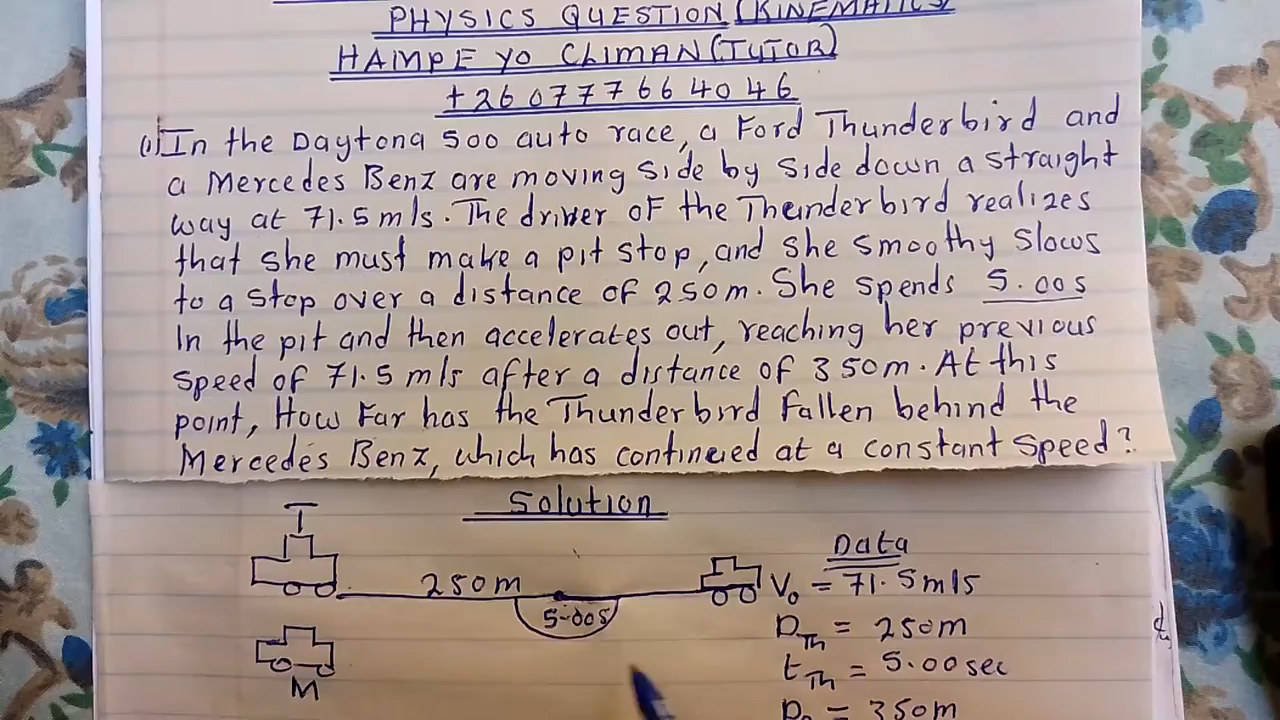 PHYSICS QUESTION (KINEMATICS)
HAMPE YO CLIMAN (TUTOR)
+260777664046
(1) In the Daytona 500 auto race, a Ford Thunderbird and
a Mercedes Benz are moving side by side down a straight
way at 71.5 m/s. The driver of the Thunderbird realizes
that she must make a pit stop, and she smoothy slows
to a stop over a distance of 250m. She spends 5.00s
In the pit and then accelerates out, reaching her previous
speed of 71.5 m/s after a distance of 350m. At this
point, How Far has the Thunderbird fallen behind the
Mercedes Benz, which has continued at a constant speed?
Solution
T
Data
250m
V₀ = 71.5 m/s
5.00s
D_Th = 250m
t_Th = 5.00 sec
M
= 350m